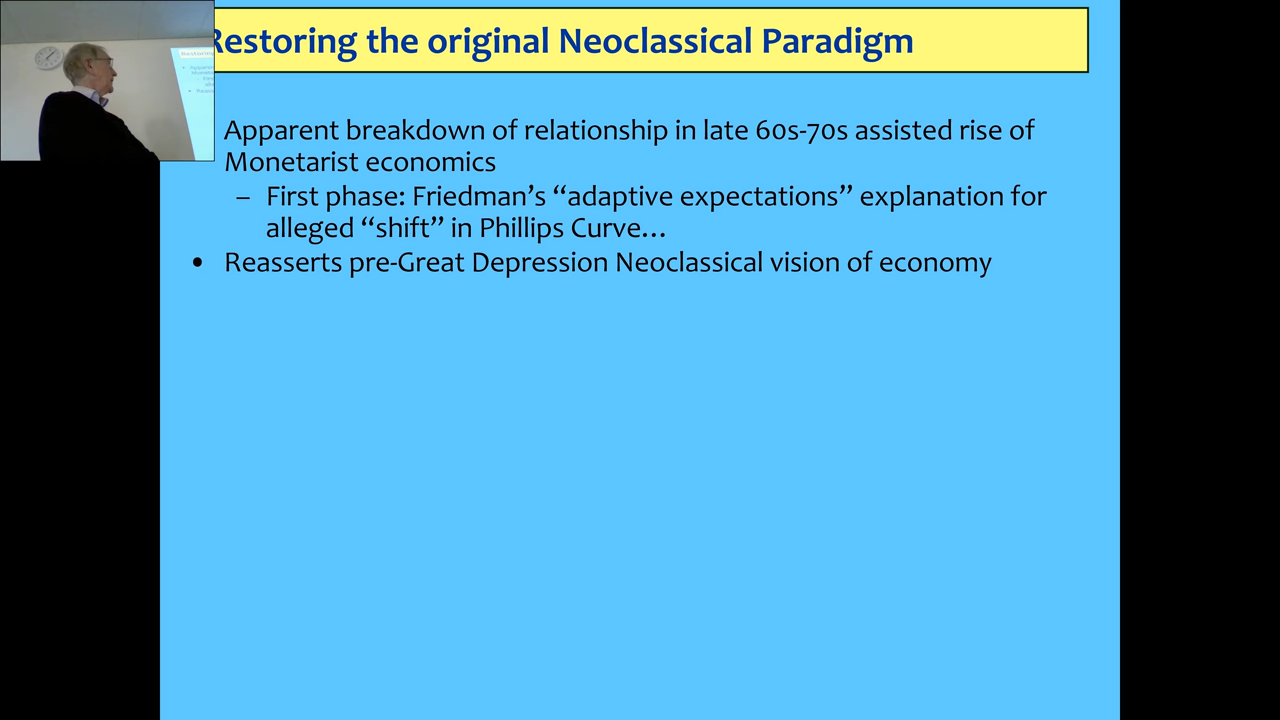 Restoring the original Neoclassical Paradigm
Apparent breakdown of relationship in late 60s-70s assisted rise of
Monetarist economics
– First phase: Friedman’s “adaptive expectations” explanation for
alleged “shift” in Phillips Curve…
• Reasserts pre-Great Depression Neoclassical vision of economy